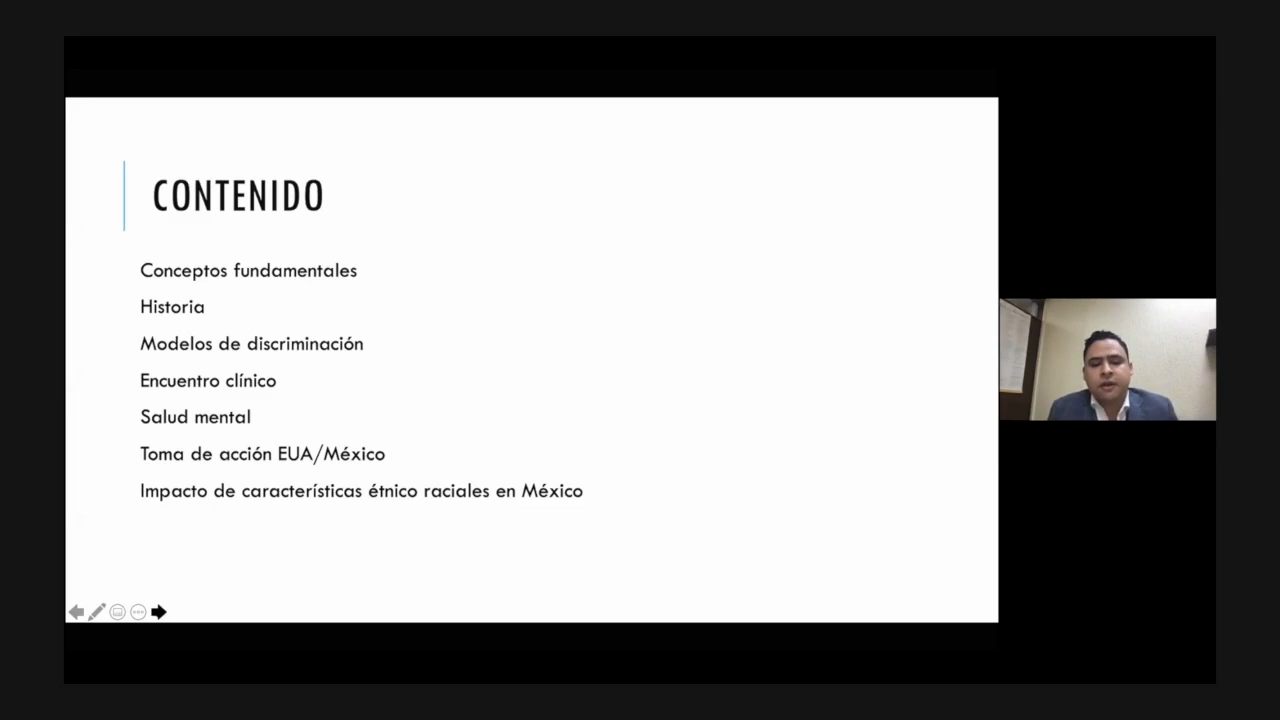 CONTENIDO
Conceptos fundamentales
Historia
Modelos de discriminación
Encuentro clínico
Salud mental
Toma de acción EUA/México
Impacto de características étnico raciales en México